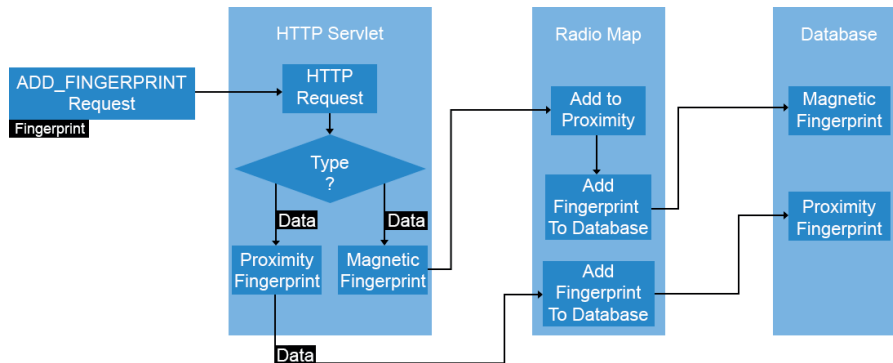 HTTP Servlet
Radio Map
Database
ADD_FINGERPRINT
Request
Fingerprint
HTTP
Request
Type
?
Data
Data
Proximity
Fingerprint
Magnetic
Fingerprint
Data
Add to
Proximity
Add
Fingerprint
To Database
Add
Fingerprint
To Database
Magnetic
Fingerprint
Proximity
Fingerprint